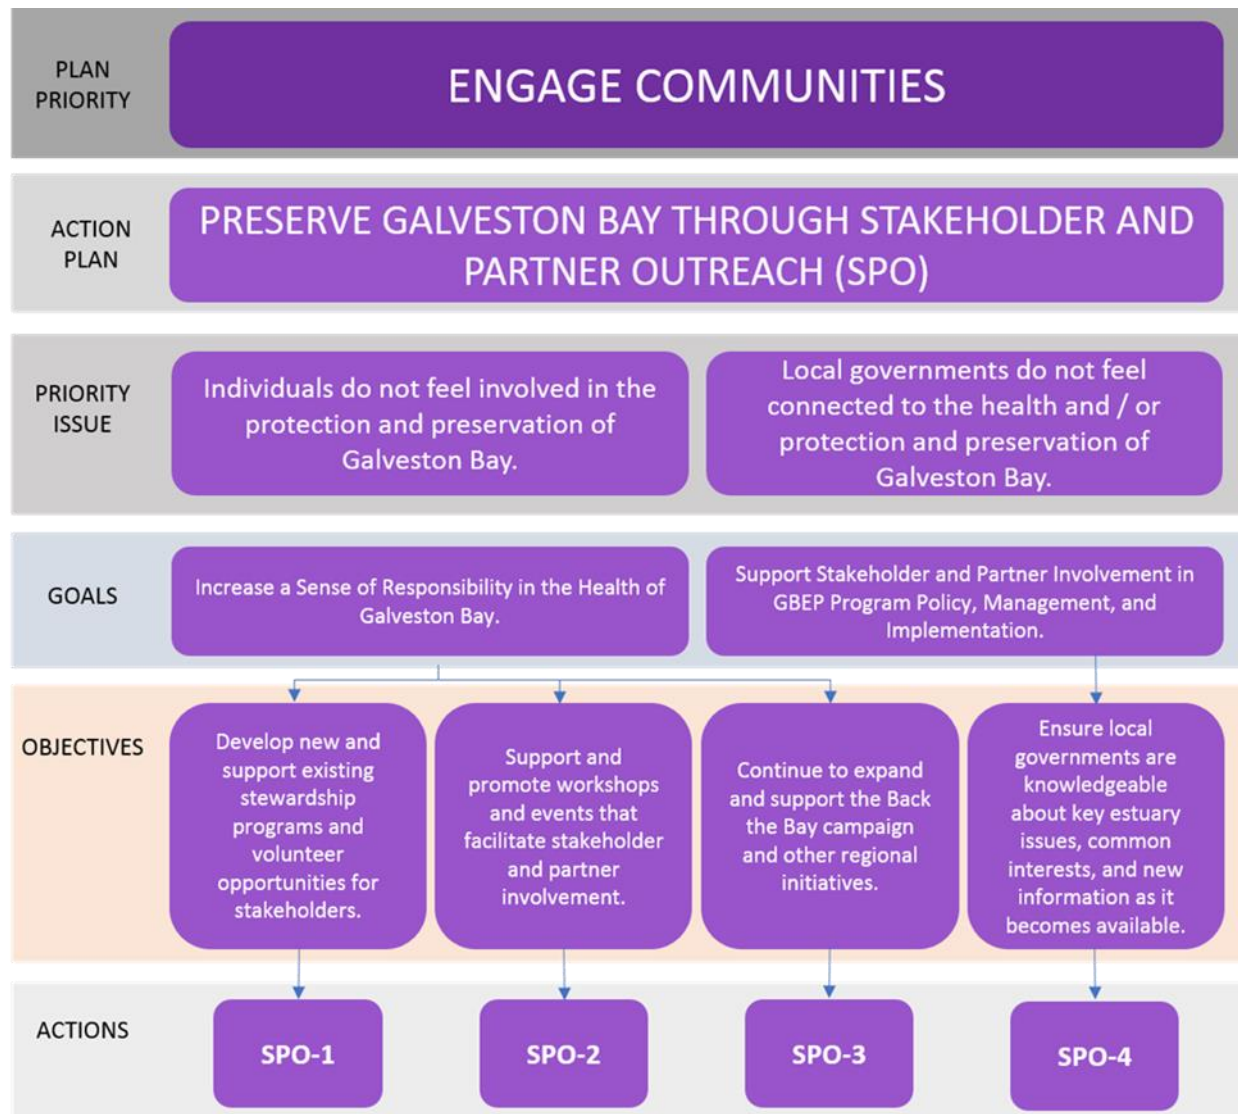 PLAN
PRIORITY
ENGAGE COMMUNITIES
ACTION
PLAN
PRESERVE GALVESTON BAY THROUGH STAKEHOLDER AND
PARTNER OUTREACH (SPO)
PRIORITY
ISSUE
Individuals do not feel involved in the
protection and preservation of
Galveston Bay.
Local governments do not feel
connected to the health and / or
protection and preservation of
Galveston Bay.
GOALS
Increase a Sense of Responsibility in the Health of
Galveston Bay.
Support Stakeholder and Partner Involvement in
GBEP Program Policy, Management, and
Implementation.
OBJECTIVES
Develop new and
support existing
stewardship
programs and
volunteer
opportunities for
stakeholders.
Support and
promote workshops
and events that
facilitate stakeholder
and partner
involvement.
Continue to expand
and support the Back
the Bay campaign
and other regional
initiatives.
Ensure local
governments are
knowledgeable
about key estuary
issues, common
interests, and new
information as it
becomes available.
ACTIONS
SPO-1
SPO-2
SPO-3
SPO-4